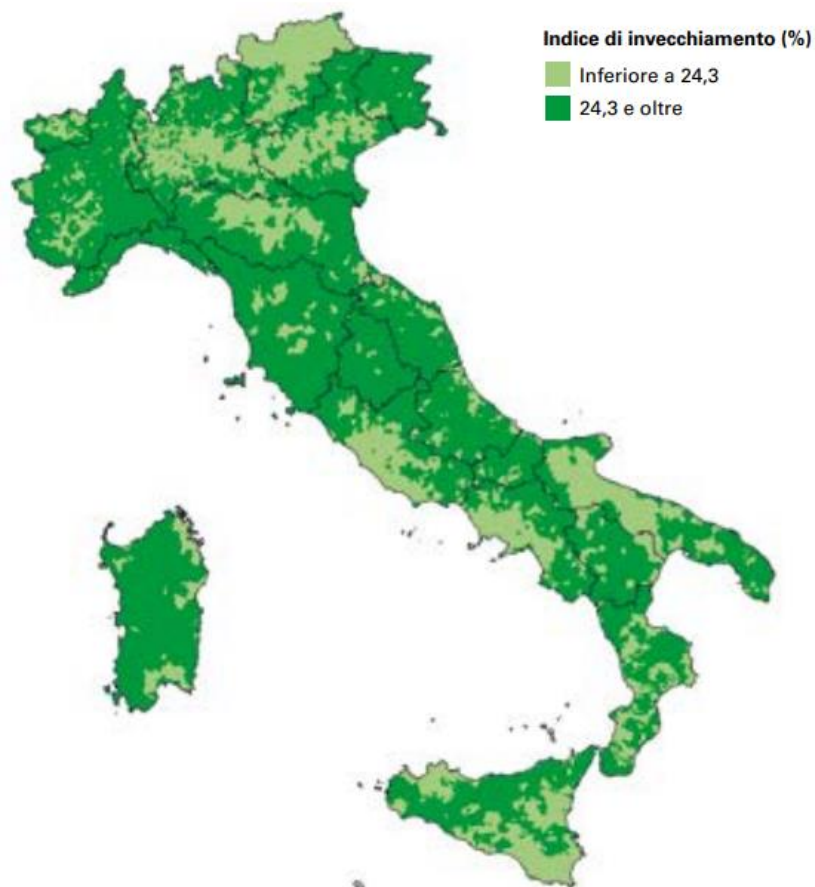 Indice di invecchiamento (%)
Inferiore a 24,3
24,3 e oltre